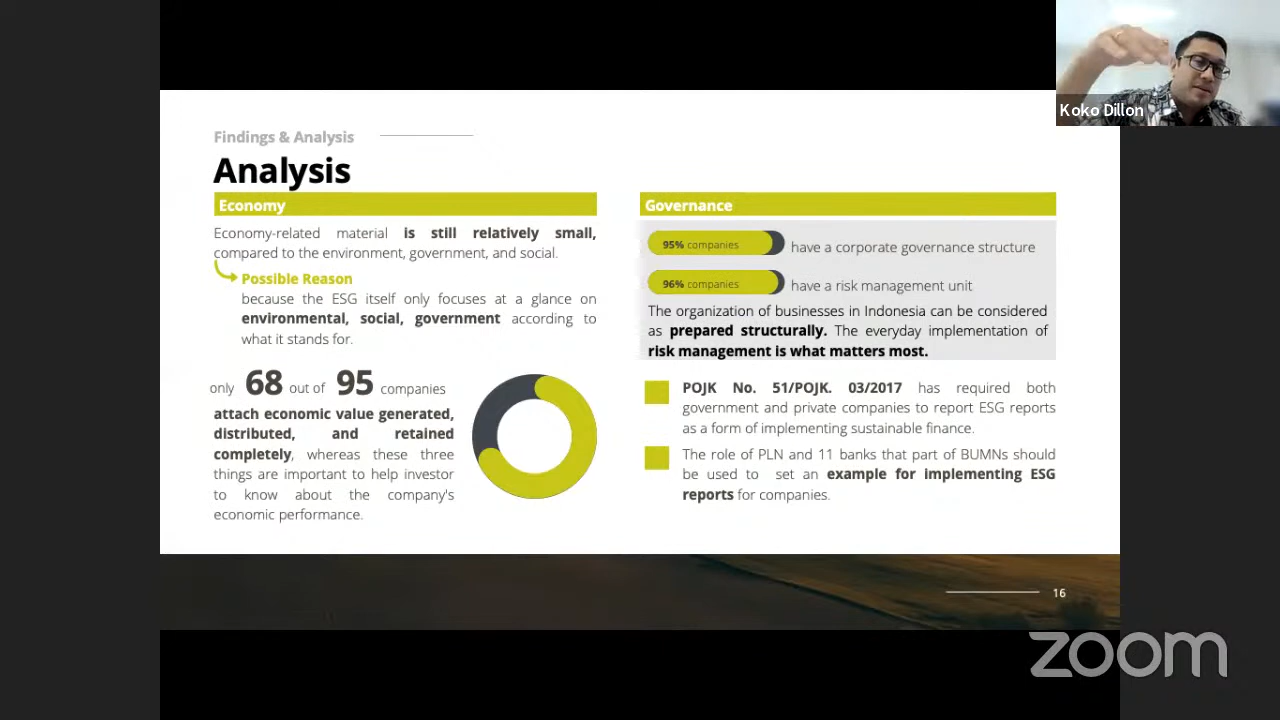 Koko Dillon
Findings & Analysis
Analysis
Economy
Economy-related material is still relatively small,
compared to the environment, government, and social.
Possible Reason
because the ESG itself only focuses at a glance on
environmental, social, government according to
what it stands for.
only 68 out of 95 companies
attach economic value generated,
distributed, and retained
completely, whereas these three
things are important to help investor
to know about the company's
economic performance.
Governance
95% companies have a corporate governance structure
96% companies have a risk management unit
The organization of businesses in Indonesia can be considered
as prepared structurally. The everyday implementation of
risk management is what matters most.
POJK No. 51/POJK. 03/2017 has required both
government and private companies to report ESG reports
as a form of implementing sustainable finance.
The role of PLN and 11 banks that part of BUMNs should
be used to set an example for implementing ESG
reports for companies.
16
zoom